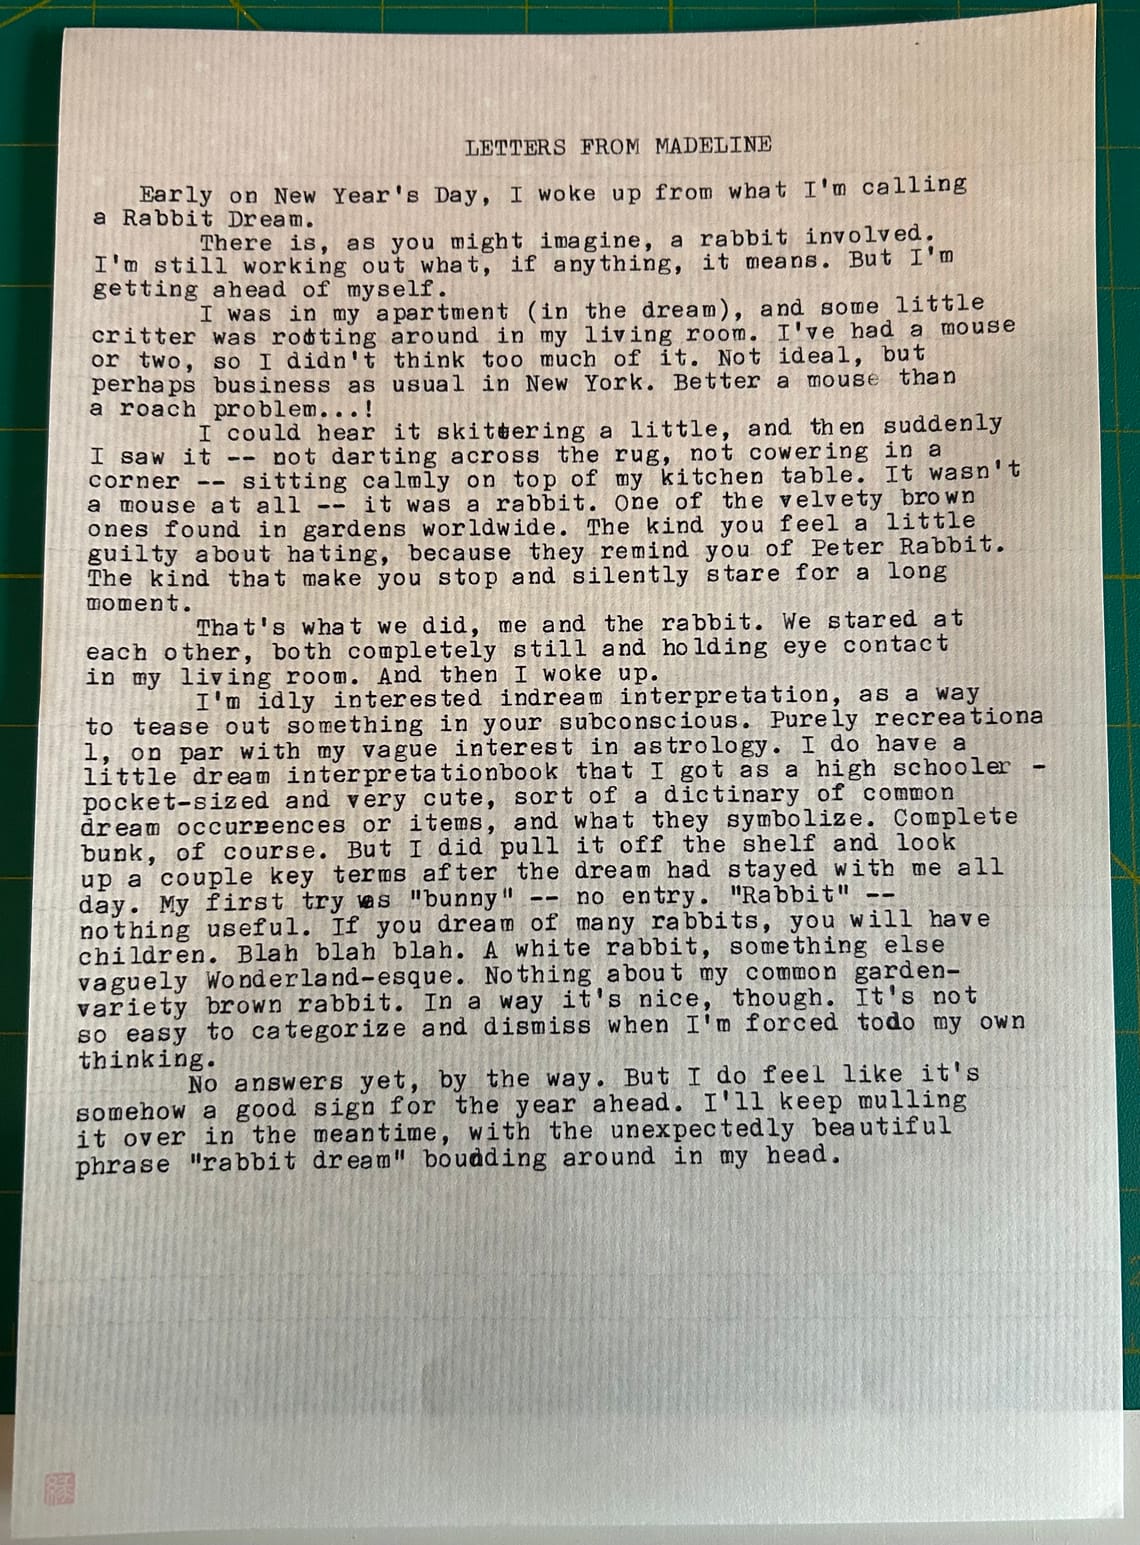 LETTERS FROM MADELINE
Early on New Year's Day, I woke up from what I'm calling
a Rabbit Dream.
There is, as you might imagine, a rabbit involved.
I'm still working out what, if anything, it means. But I'm
getting ahead of myself.
I was in my apartment (in the dream), and some little
critter was rooting around in my living room. I've had a mouse
or two, so I didn't think too much of it. Not ideal, but
perhaps business as usual in New York. Better a mouse than
a roach problem...!
I could hear it skittering a little, and then suddenly
I saw it -- not darting across the rug, not cowering in a
corner -- sitting calmly on top of my kitchen table. It wasn't
a mouse at all -- it was a rabbit. One of the velvety brown
ones found in gardens worldwide. The kind you feel a little
guilty about hating, because they remind you of Peter Rabbit.
The kind that make you stop and silently stare for a long
moment.
That's what we did, me and the rabbit. We stared at
each other, both completely still and holding eye contact
in my living room. And then I woke up.
I'm idly interested indream interpretation, as a way
to tease out something in your subconscious. Purely recreationa
l, on par with my vague interest in astrology. I do have a
little dream interpretationbook that I got as a high schooler -
pocket-sized and very cute, sort of a dictinary of common
dream occurrences or items, and what they symbolize. Complete
bunk, of course. But I did pull it off the shelf and look
up a couple key terms after the dream had stayed with me all
day. My first try was "bunny" -- no entry. "Rabbit" --
nothing useful. If you dream of many rabbits, you will have
children. Blah blah blah. A white rabbit, something else
vaguely Wonderland-esque. Nothing about my common garden-
variety brown rabbit. In a way it's nice, though. It's not
so easy to categorize and dismiss when I'm forced todo my own
thinking.
No answers yet, by the way. But I do feel like it's
somehow a good sign for the year ahead. I'll keep mulling
it over in the meantime, with the unexpectedly beautiful
phrase "rabbit dream" boudding around in my head.